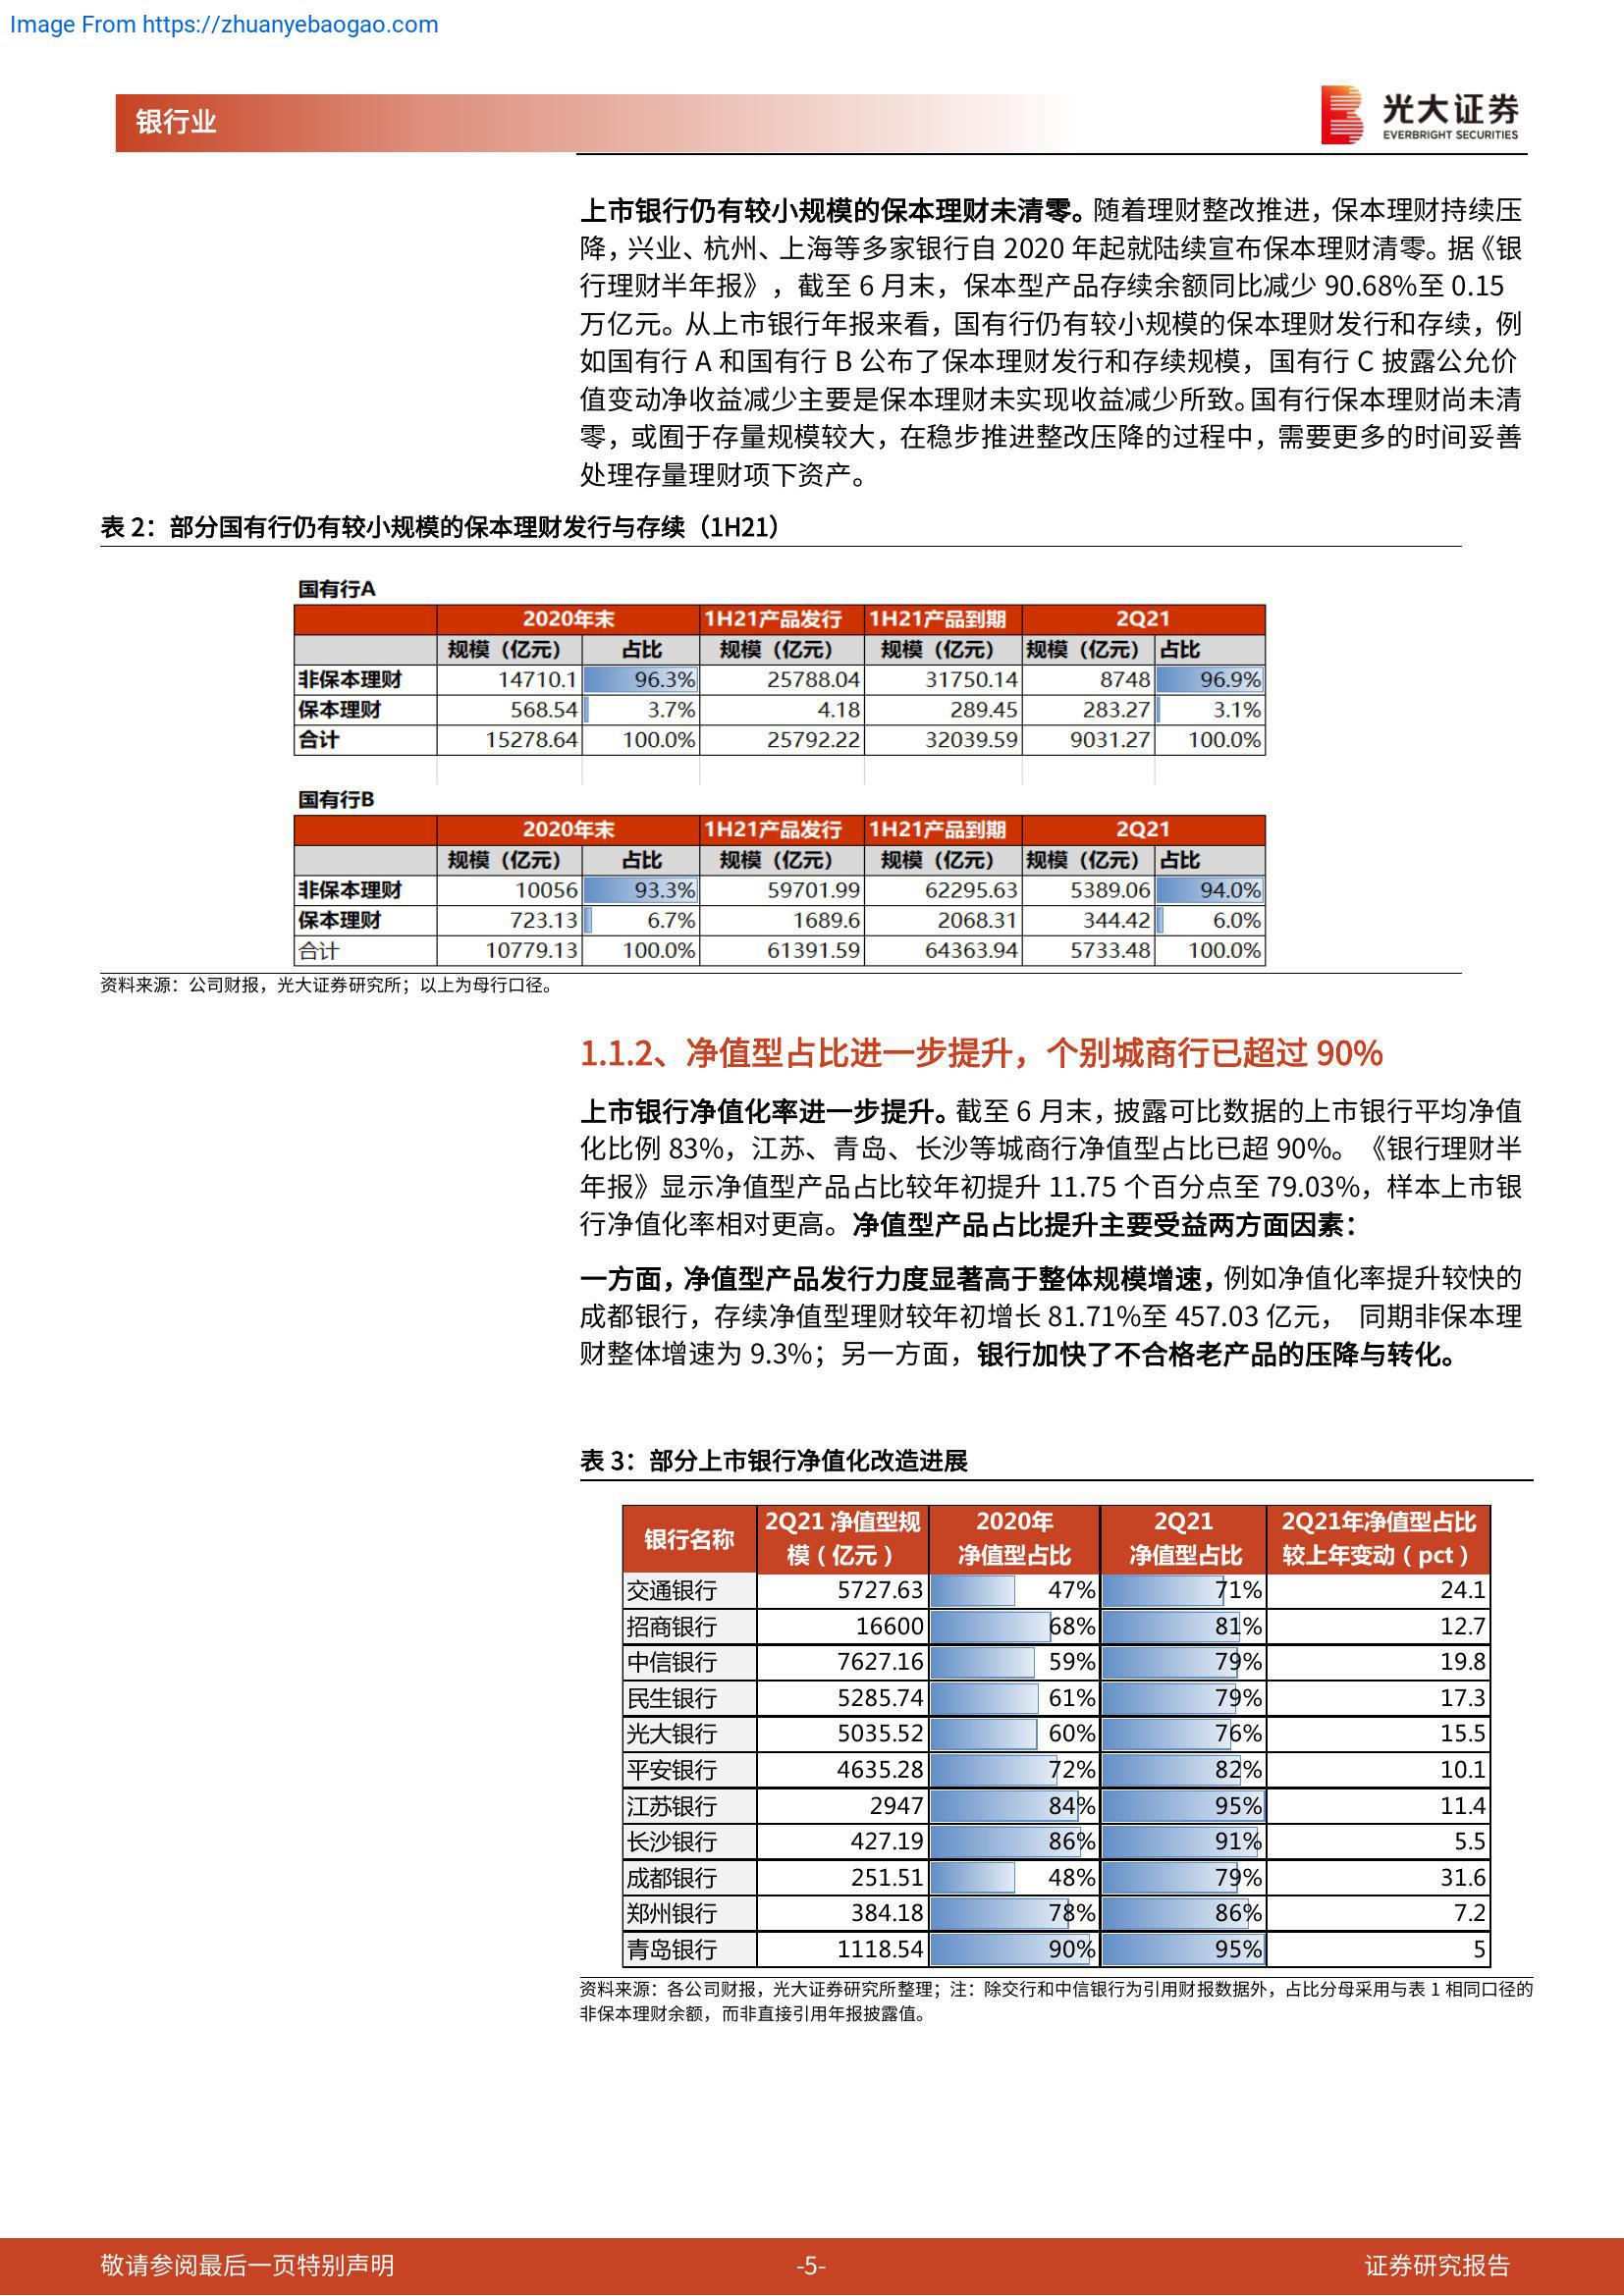 Image From https://zhuanyebaogao.com
银行业
光大证券
EVERBRIGHT SECURITIES
上市银行仍有较小规模的保本理财未清零。随着理财整改推进，保本理财持续压
降，兴业、杭州、上海等多家银行自 2020 年起就陆续宣布保本理财清零。据《银
行理财半年报》，截至 6 月末，保本型产品存续余额同比减少 90.68%至 0.15
万亿元。从上市银行年报来看，国有行仍有较小规模的保本理财发行和存续，例
如国有行 A 和国有行 B 公布了保本理财发行和存续规模，国有行 C 披露公允价
值变动净收益减少主要是保本理财未实现收益减少所致。国有行保本理财尚未清
零，或囿于存量规模较大，在稳步推进整改压降的过程中，需要更多的时间妥善
处理存量理财项下资产。
表 2：部分国有行仍有较小规模的保本理财发行与存续（1H21）
国有行A
2020年末 1H21产品发行 1H21产品到期 2Q21
规模（亿元） 占比 规模（亿元） 规模（亿元） 规模（亿元） 占比
非保本理财 14710.1 96.3% 25788.04 31750.14 8748 96.9%
保本理财 568.54 3.7% 4.18 289.45 283.27 3.1%
合计 15278.64 100.0% 25792.22 32039.59 9031.27 100.0%
国有行B
2020年末 1H21产品发行 1H21产品到期 2Q21
规模（亿元） 占比 规模（亿元） 规模（亿元） 规模（亿元） 占比
非保本理财 10056 93.3% 59701.99 62295.63 5389.06 94.0%
保本理财 723.13 6.7% 1689.6 2068.31 344.42 6.0%
合计 10779.13 100.0% 61391.59 64363.94 5733.48 100.0%
资料来源：公司财报，光大证券研究所；以上为母行口径。
1.1.2、净值型占比进一步提升，个别城商行已超过 90%
上市银行净值化率进一步提升。截至 6 月末，披露可比数据的上市银行平均净值
化比例 83%，江苏、青岛、长沙等城商行净值型占比已超 90%。《银行理财半
年报》显示净值型产品占比较年初提升 11.75 个百分点至 79.03%，样本上市银
行净值化率相对更高。净值型产品占比提升主要受益两方面因素：
一方面，净值型产品发行力度显著高于整体规模增速，例如净值化率提升较快的
成都银行，存续净值型理财较年初增长 81.71%至 457.03 亿元， 同期非保本理
财整体增速为 9.3%；另一方面，银行加快了不合格老产品的压降与转化。
表 3：部分上市银行净值化改造进展
银行名称 2Q21 净值型规 2020年 2Q21 2Q21年净值型占比
模（亿元） 净值型占比 净值型占比 较上年变动（pct）
交通银行 5727.63 47% 71% 24.1
招商银行 16600 68% 81% 12.7
中信银行 7627.16 59% 79% 19.8
民生银行 5285.74 61% 79% 17.3
光大银行 5035.52 60% 76% 15.5
平安银行 4635.28 72% 82% 10.1
江苏银行 2947 84% 95% 11.4
长沙银行 427.19 86% 91% 5.5
成都银行 251.51 48% 79% 31.6
郑州银行 384.18 78% 86% 7.2
青岛银行 1118.54 90% 95% 5
资料来源：各公司财报，光大证券研究所整理；注：除交行和中信银行为引用财报数据外，占比分母采用与表 1 相同口径的
非保本理财余额，而非直接引用年报披露值。
敬请参阅最后一页特别声明 -5- 证券研究报告